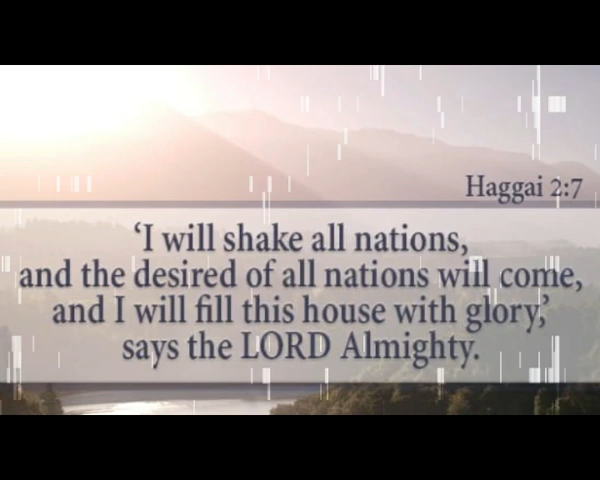 Haggai 2:7
‘I will shake all nations,
and the desired of all nations will come,
and I will fill this house with glory,’
says the LORD Almighty.